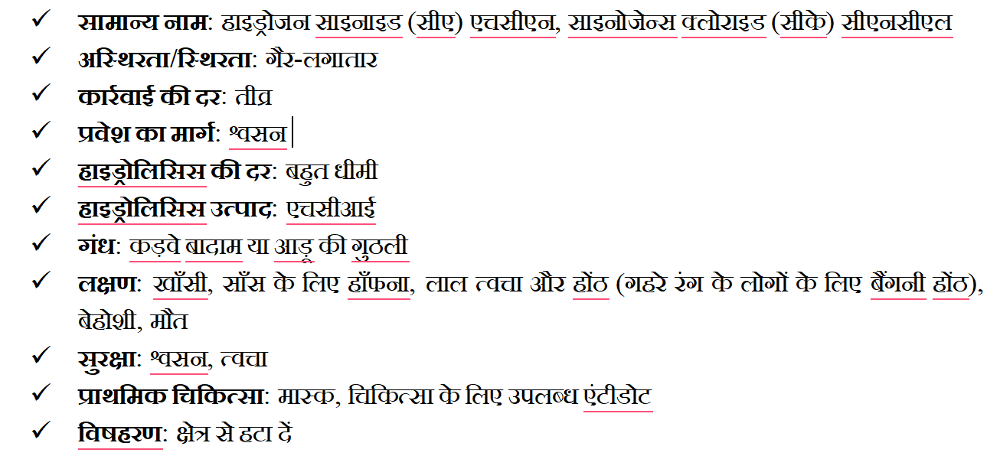 ✓ सामान्य नाम: हाइड्रोजन साइनाइड (सीए) एचसीएन, साइनोजेन्स क्लोराइड (सीके) सीएनसीएल
✓ अस्थिरता/स्थिरता: गैर-लगातार
✓ कार्रवाई की दर: तीव्र
✓ प्रवेश का मार्ग: श्वसन
✓ हाइड्रोलिसिस की दर: बहुत धीमी
✓ हाइड्रोलिसिस उत्पाद: एचसीआई
✓ गंध: कड़वे बादाम या आड़ू की गुठली
✓ लक्षण: खाँसी, साँस के लिए हाँफना, लाल त्वचा और होंठ (गहरे रंग के लोगों के लिए बैंगनी होंठ),
बेहोशी, मौत
✓ सुरक्षा: श्वसन, त्वचा
✓ प्राथमिक चिकित्सा: मास्क, चिकित्सा के लिए उपलब्ध एंटीडोट
✓ विषहरण: क्षेत्र से हटा दें